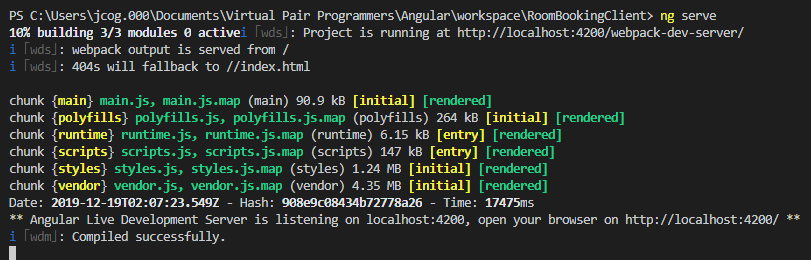 PS C:\Users\jcog.000\Documents\Virtual Pair Programmers\Angular\workspace\RoomBookingClient> ng serve
10% building 3/3 modules 0 activei ｢wds｣: Project is running at http://localhost:4200/webpack-dev-server/
i ｢wds｣: webpack output is served from /
i ｢wds｣: 404s will fallback to //index.html
chunk {main} main.js, main.js.map (main) 90.9 kB [initial] [rendered]
chunk {polyfills} polyfills.js, polyfills.js.map (polyfills) 264 kB [initial] [rendered]
chunk {runtime} runtime.js, runtime.js.map (runtime) 6.15 kB [entry] [rendered]
chunk {scripts} scripts.js, scripts.js.map (scripts) 147 kB [entry] [rendered]
chunk {styles} styles.js, styles.js.map (styles) 1.24 MB [initial] [rendered]
chunk {vendor} vendor.js, vendor.js.map (vendor) 4.35 MB [initial] [rendered]
Date: 2019-12-19T02:07:23.549Z - Hash: 908e9c08434b72778a26 - Time: 17475ms
** Angular Live Development Server is listening on localhost:4200, open your browser on http://localhost:4200/ **
i ｢wdm｣: Compiled successfully.